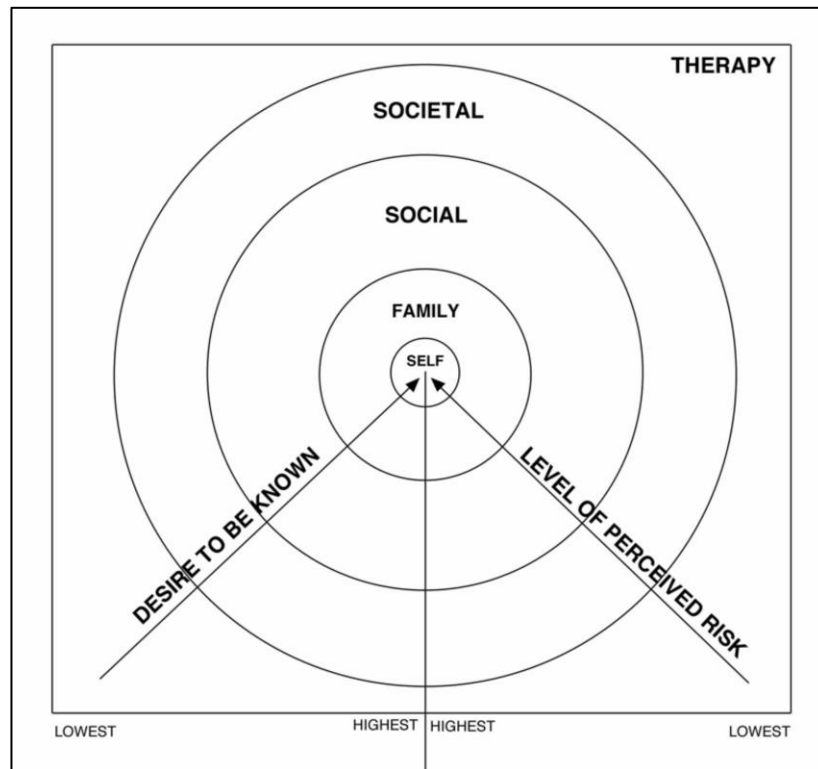 THERAPY
SOCIETAL
SOCIAL
FAMILY
SELF
DESIRE TO BE KNOWN
LEVEL OF PERCEIVED RISK
LOWEST
HIGHEST
HIGHEST
LOWEST